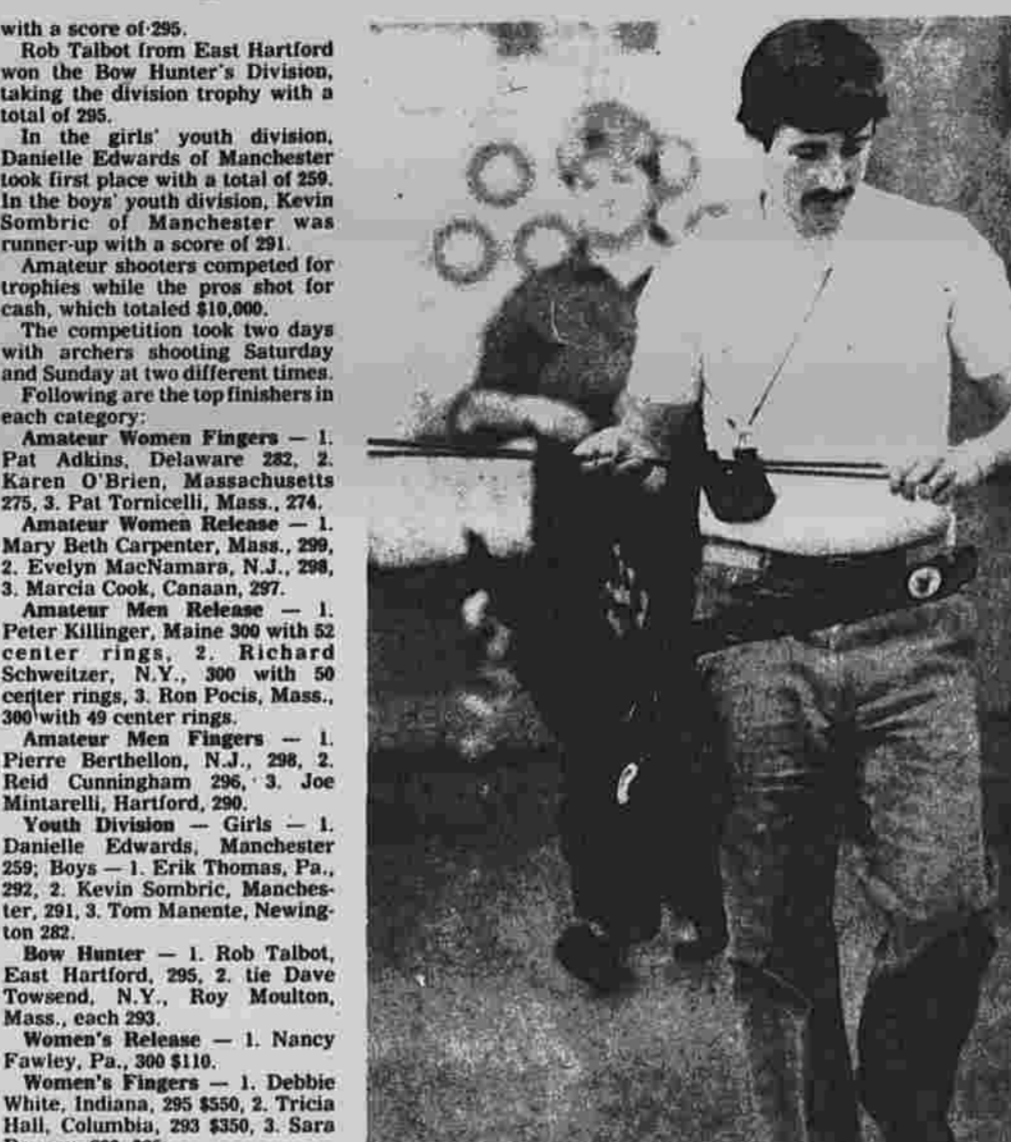 with a score of 295.
Rob Talbot from East Hartford
won the Bow Hunter's Division,
taking the division trophy with a
total of 295.
In the girls' youth division,
Danielle Edwards of Manchester
took first place with a total of 259.
In the boys' youth division, Kevin
Sombric of Manchester was
runner-up with a score of 291.
Amateur shooters competed for
trophies while the pros shot for
cash, which totaled $10,000.
The competition took two days
with archers shooting Saturday
and Sunday at two different times.
Following are the top finishers in
each category:
Amateur Women Fingers — 1.
Pat Adkins, Delaware 282, 2.
Karen O'Brien, Massachusetts
275, 3. Pat Tornicelli, Mass., 274.
Amateur Women Release — 1.
Mary Beth Carpenter, Mass., 299,
2. Evelyn MacNamara, N.J., 298,
3. Marcia Cook, Canaan, 297.
Amateur Men Release — 1.
Peter Killinger, Maine 300 with 52
center rings, 2. Richard
Schweitzer, N.Y., 300 with 50
center rings, 3. Ron Pocis, Mass.,
300 with 49 center rings.
Amateur Men Fingers — 1.
Pierre Berthellon, N.J., 298, 2.
Reid Cunningham 296, 3. Joe
Mintarelli, Hartford, 290.
Youth Division — Girls — 1.
Danielle Edwards, Manchester
259; Boys — 1. Erik Thomas, Pa.,
292, 2. Kevin Sombric, Manches-
ter, 291, 3. Tom Manente, Newing-
ton 282.
Bow Hunter — 1. Rob Talbot,
East Hartford, 295, 2. tie Dave
Towsend, N.Y., Roy Moulton,
Mass., each 293.
Women's Release — 1. Nancy
Fawley, Pa., 300 $110.
Women's Fingers — 1. Debbie
White, Indiana, 295 $550, 2. Tricia
Hall, Columbia, 293 $350, 3. Sara